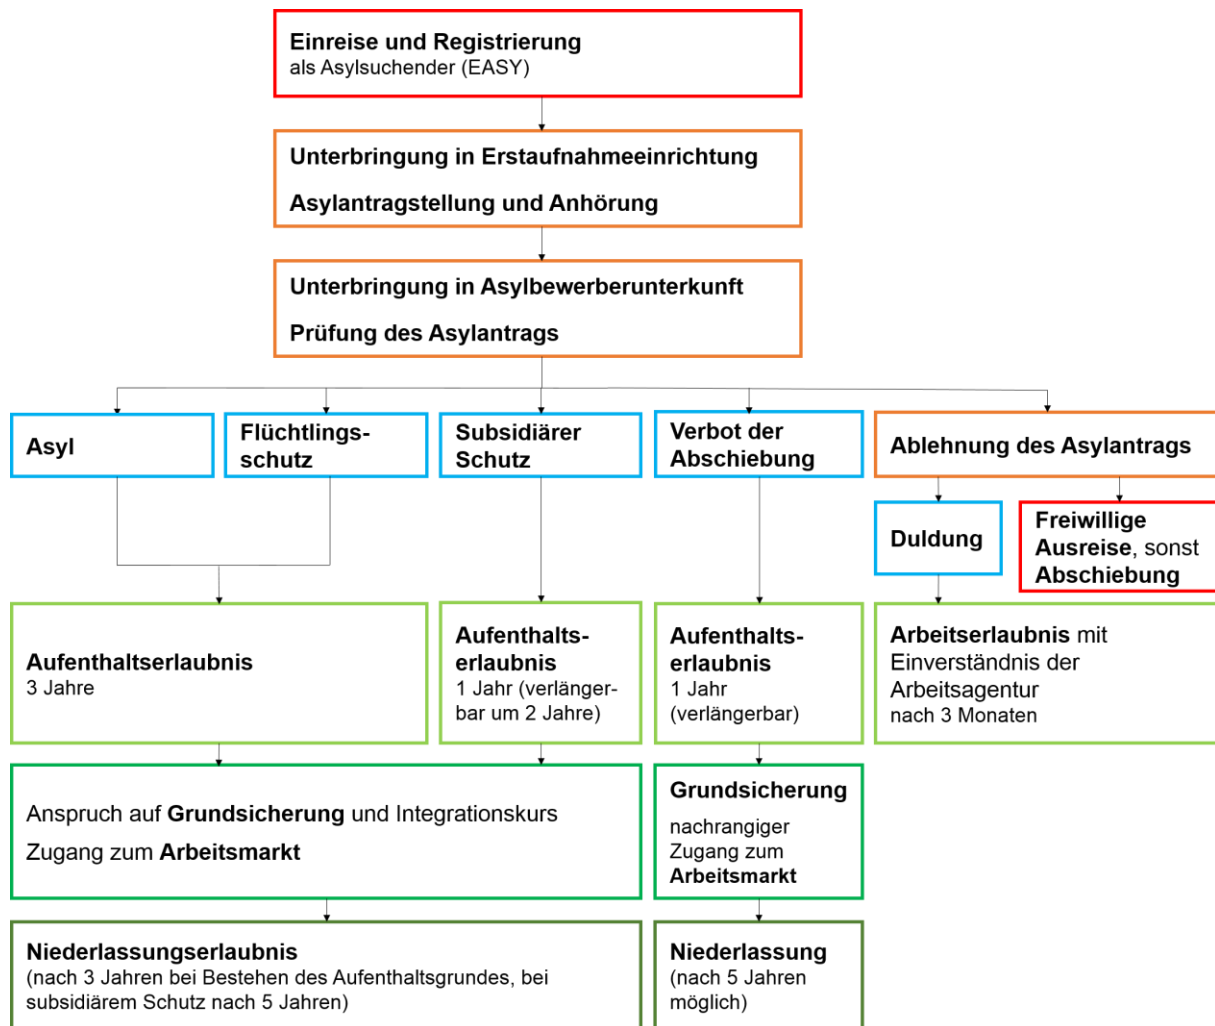 Einreise und Registrierung
als Asylsuchender (EASY)
Unterbringung in Erstaufnahmeeinrichtung
Asylantragstellung und Anhörung
Unterbringung in Asylbewerberunterkunft
Prüfung des Asylantrags
Asyl
Flüchtlings-
schutz
Subsidiärer
Schutz
Verbot der
Abschiebung
Ablehnung des Asylantrags
Duldung
Freiwillige
Ausreise, sonst
Abschiebung
Aufenthaltserlaubnis
3 Jahre
Aufenthalts-
erlaubnis
1 Jahr (verlänger-
bar um 2 Jahre)
Aufenthalts-
erlaubnis
1 Jahr
(verlängerbar)
Arbeitserlaubnis mit
Einverständnis der
Arbeitsagentur
nach 3 Monaten
Anspruch auf Grundsicherung und Integrationskurs
Zugang zum Arbeitsmarkt
Grundsicherung
nachrangiger
Zugang zum
Arbeitsmarkt
Niederlassungserlaubnis
(nach 3 Jahren bei Bestehen des Aufenthaltsgrundes, bei
subsidiärem Schutz nach 5 Jahren)
Niederlassung
(nach 5 Jahren
möglich)